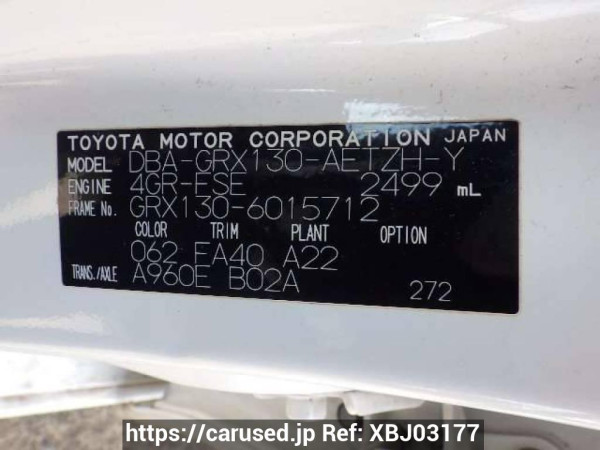 TOYOTA MOTOR CORPORATION JAPAN
MODEL DBA-GRX130-AETZH-Y
ENGINE 4GR-FSE 2499 mL
FRAME No. GRX130-6015712
COLOR TRIM PLANT OPTION
062 FA40 A22
TRANS./AXLE A960E B02A
272
https://carused.jp Ref: XBJ03177